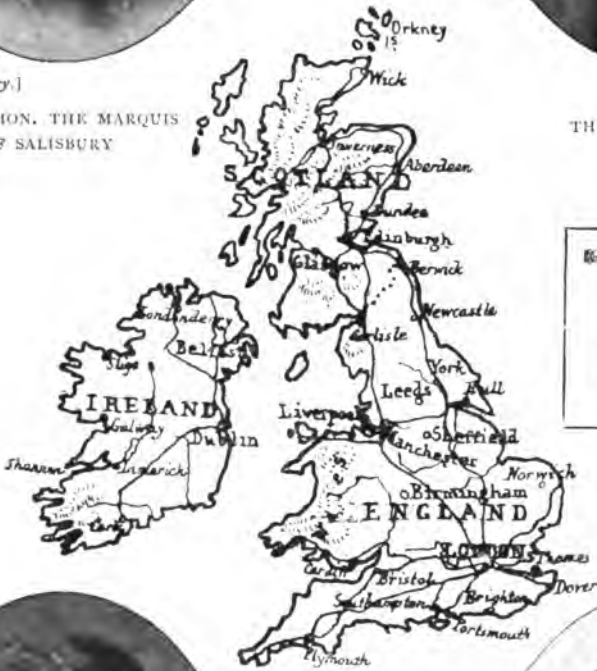 Orkney
Is
Wick
y.]
ION. THE MARQUIS
F SALISBURY
TH
Inverness
Aberdeen
SCOTLAND
Dundee
Edinburgh
Glasgow
Berwick
Newcastle
Carlisle
Londonderry
Belfast
Sligo
York
Leeds
Hull
IRELAND
Liverpool
Galway
Dublin
Manchester
Sheffield
Shannon
Limerick
Norwich
Birmingham
ENGLAND
LONDON
Thames
Cardiff
Bristol
Dover
Southampton
Brighton
Portsmouth
Plymouth